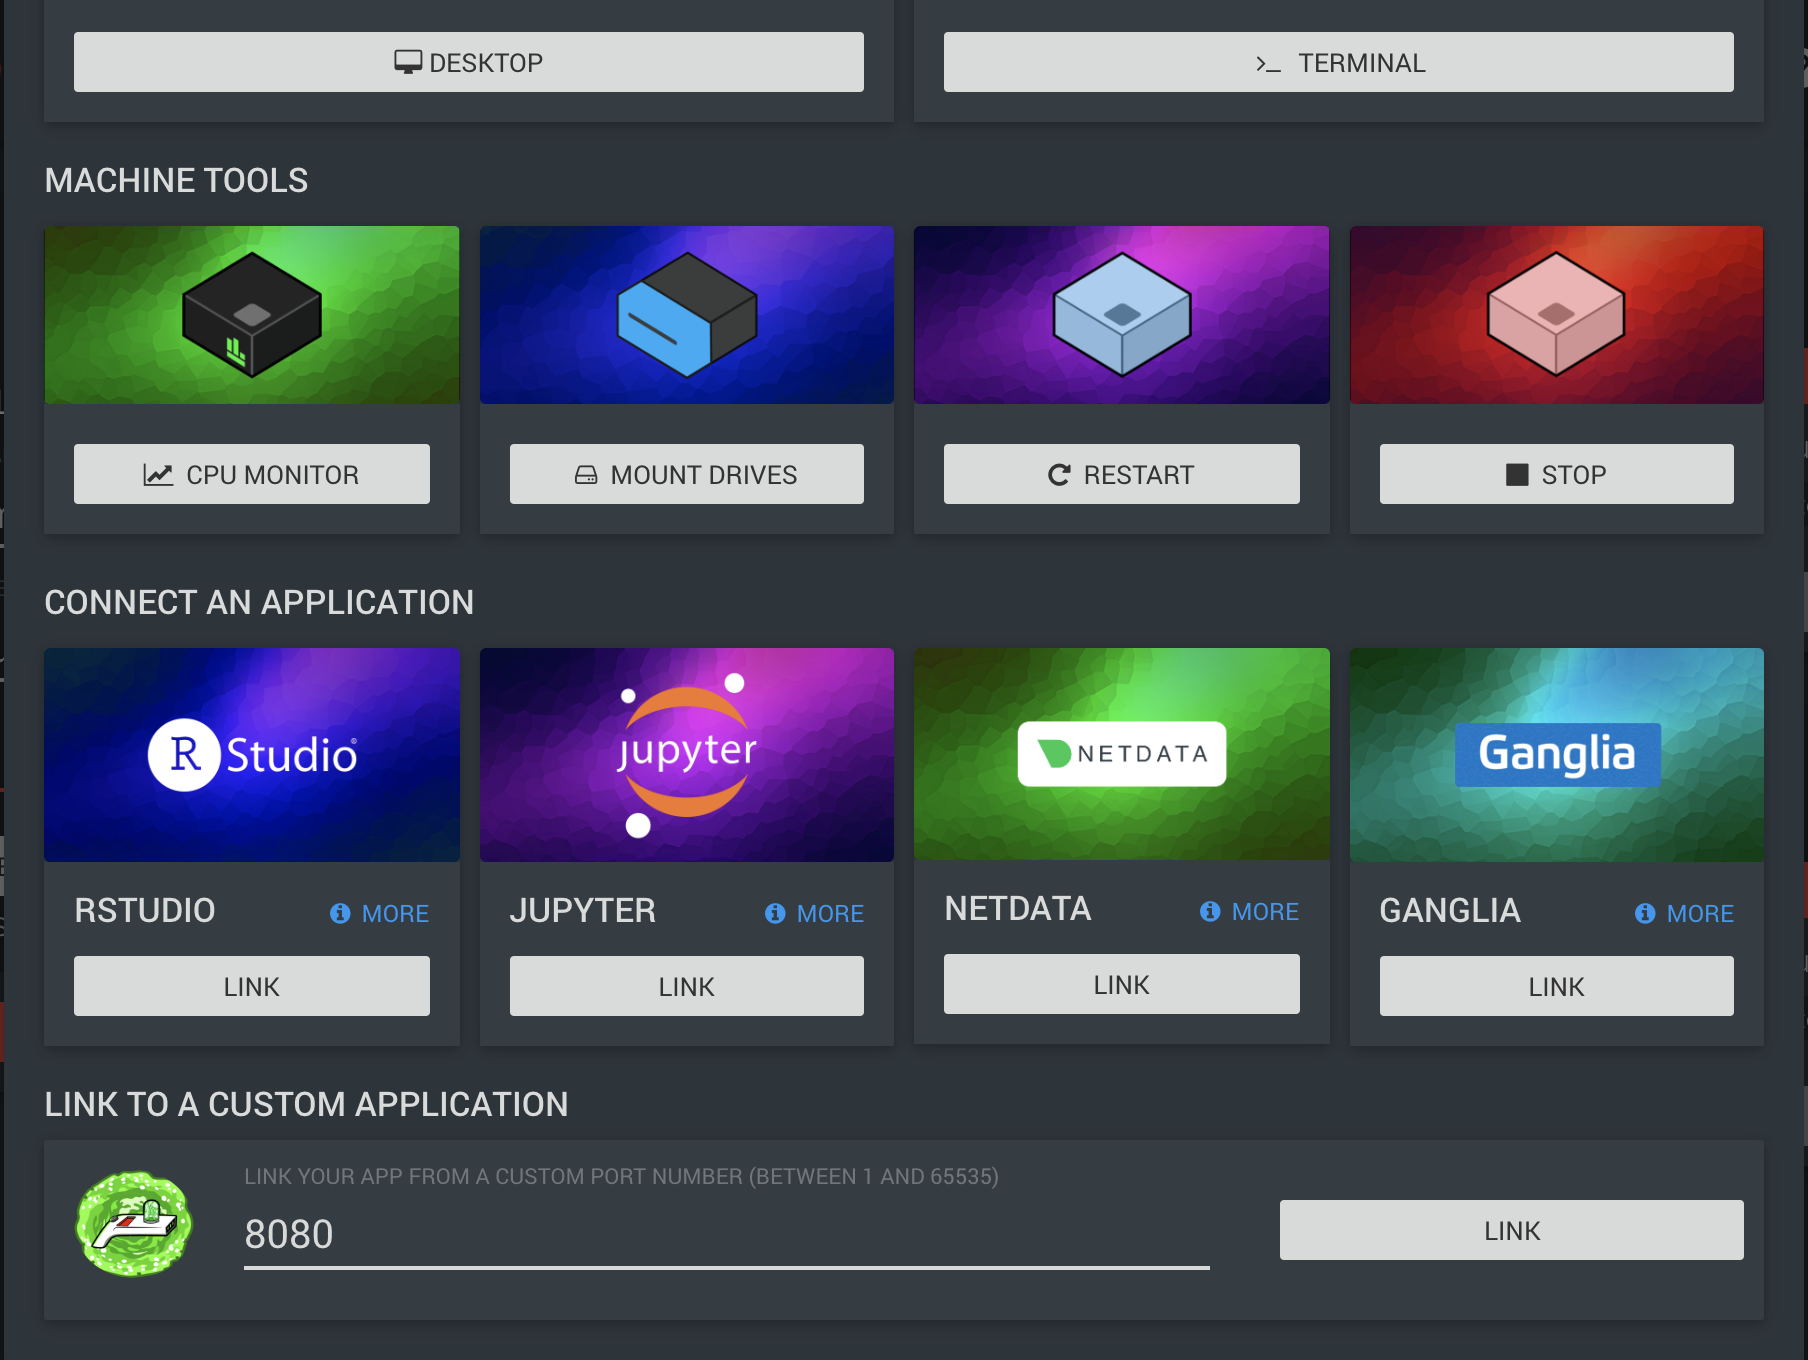 DESKTOP
TERMINAL
MACHINE TOOLS
CPU MONITOR
MOUNT DRIVES
RESTART
STOP
CONNECT AN APPLICATION
R Studio®
jupyter
NETDATA
Ganglia
RSTUDIO
MORE
JUPYTER
MORE
NETDATA
MORE
GANGLIA
MORE
LINK
LINK
LINK
LINK
LINK TO A CUSTOM APPLICATION
LINK YOUR APP FROM A CUSTOM PORT NUMBER (BETWEEN 1 AND 65535)
8080
LINK